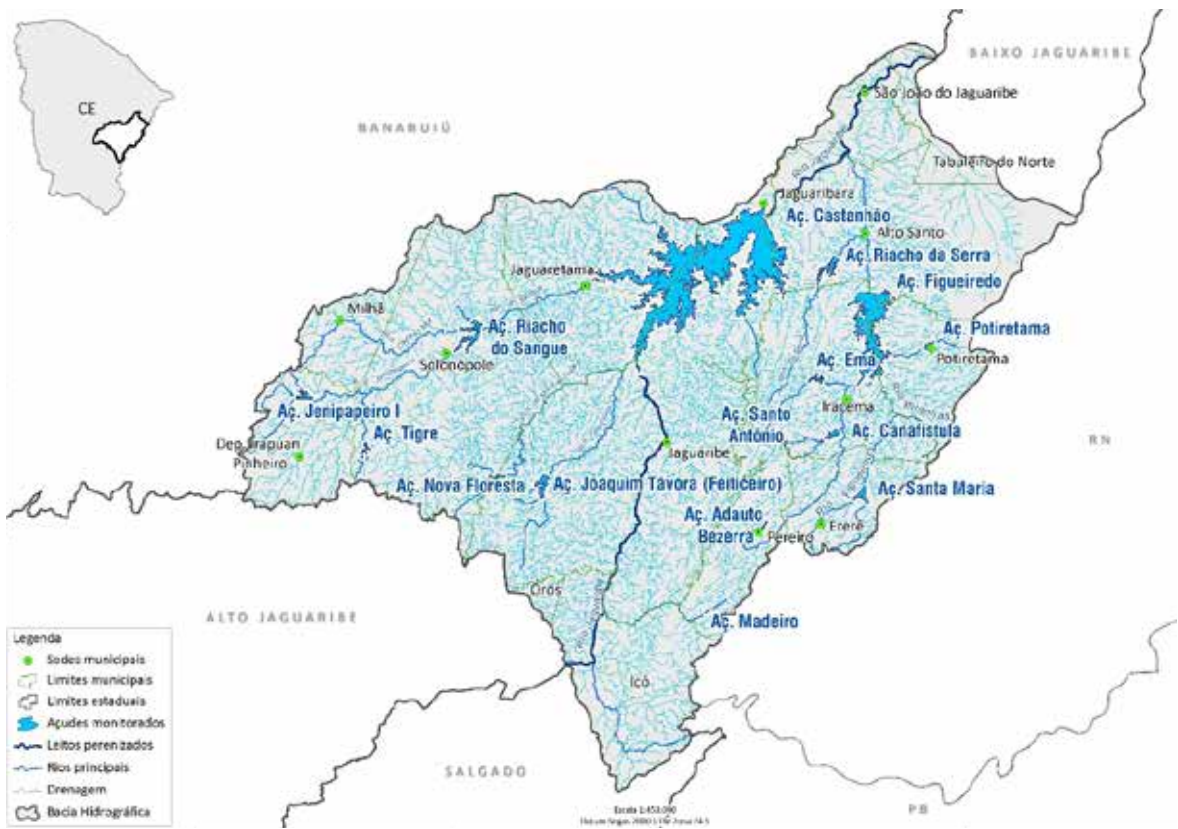 CE
BAIXO JAGUARIBE
BANABUIÚ
São João do Jaguaribe
Tabuleiro do Norte
Jaguaribara
Aç. Castanhão
Alto Santo
Aç. Riacho da Serra
Jaguaretama
Aç. Figueiredo
Milhã
Aç. Riacho
do Sangue
Aç. Potiretama
Solonópole
Aç. Ema
Potiretama
Aç. Jenipapeiro I
Iracema
Aç. Santo
Antônio
Aç. Tigre
Aç. Canafístula
Dep. Irapuan
Pinheiro
Jaguaribe
RN
Aç. Nova Floresta
Aç. Joaquim Távora (Feiticeiro)
Aç. Santa Maria
Aç. Adauto
Bezerra
Pereiro
Ererê
Orós
ALTO JAGUARIBE
Aç. Madeiro
Icó
SALGADO
PB
Legenda
Sedes municipais
Limites municipais
Limites estaduais
Açudes monitorados
Leitos perenizados
Rios principais
Drenagem
Bacia Hidrográfica